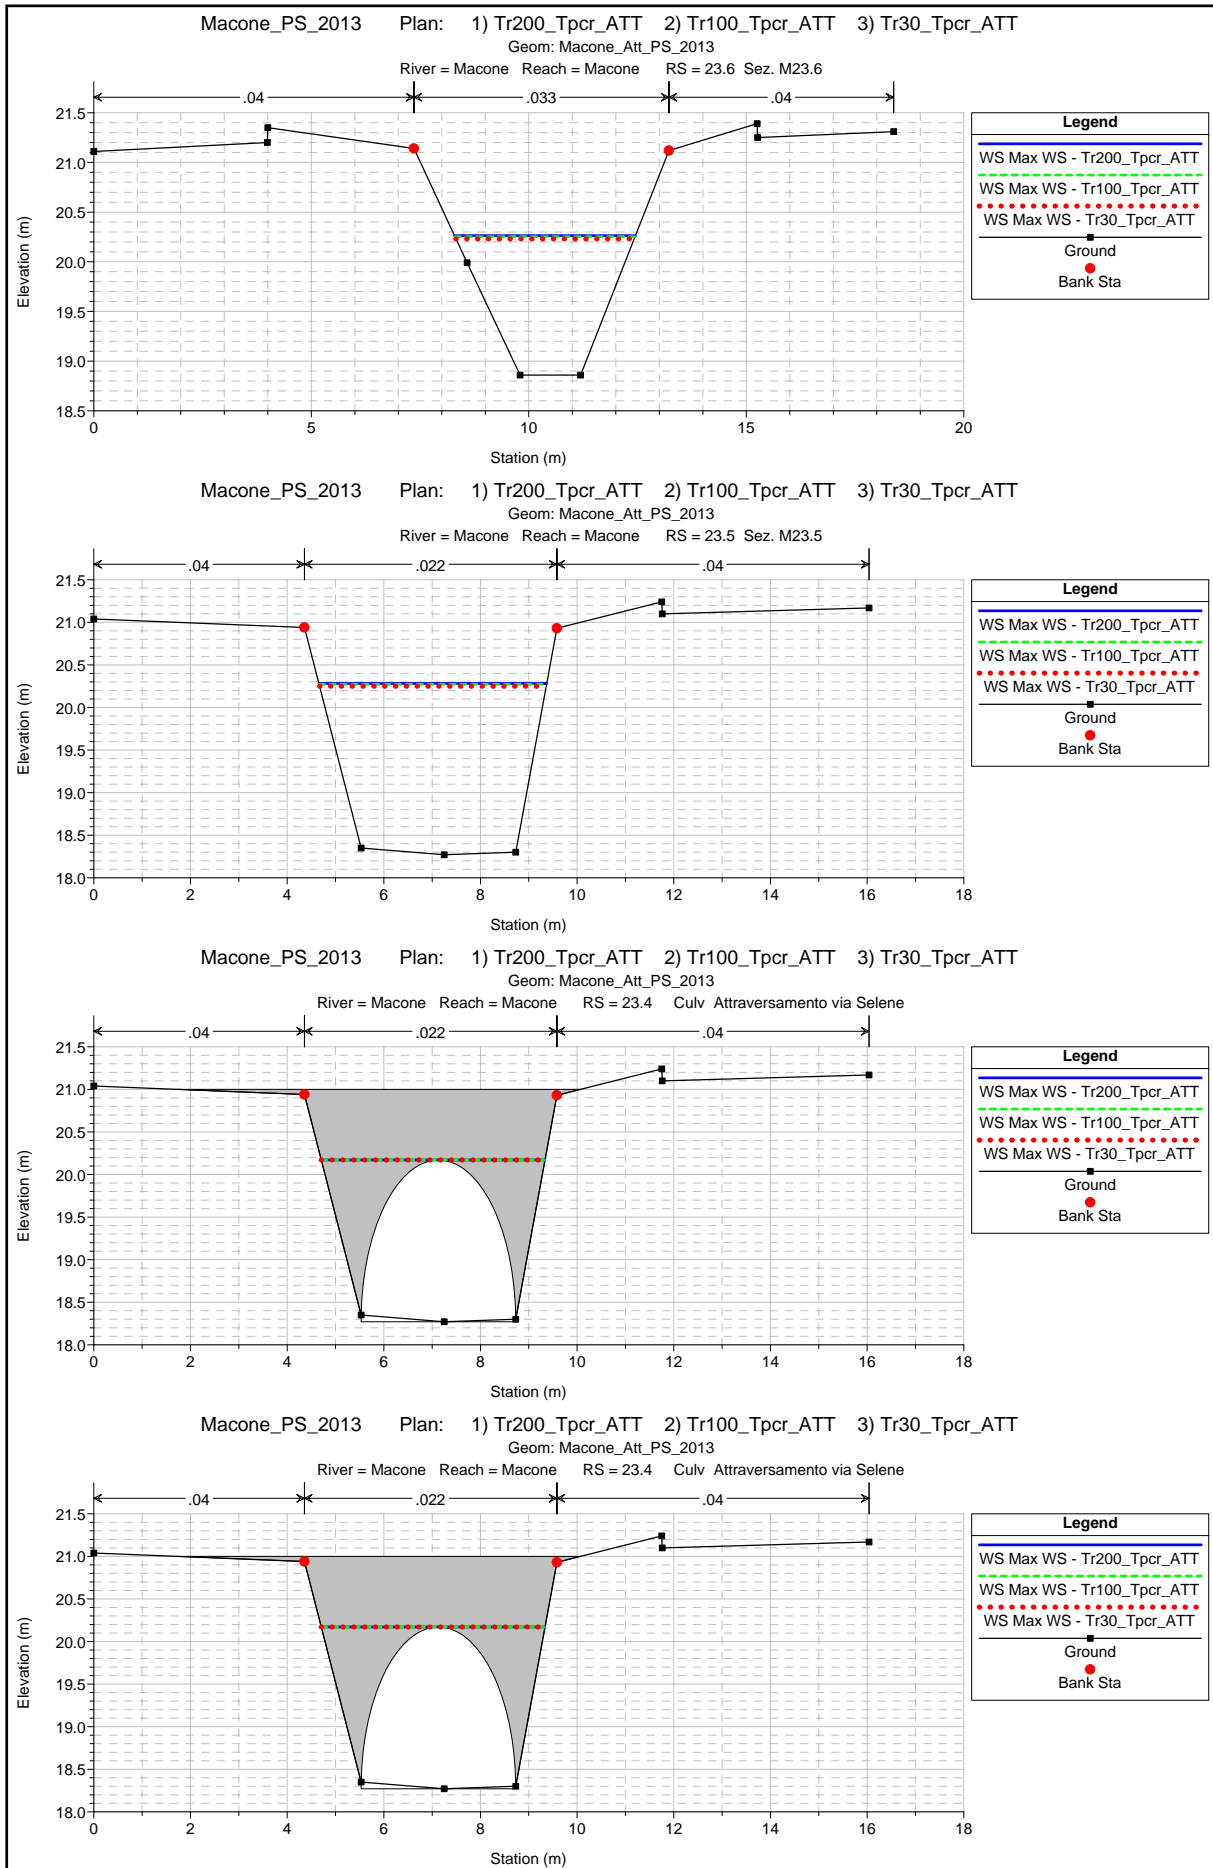 Macone_PS_2013 Plan: 1) Tr200_Tpcr_ATT 2) Tr100_Tpcr_ATT 3) Tr30_Tpcr_ATT
Geom: Macone_Att_PS_2013
River = Macone Reach = Macone RS = 23.6 Sez. M23.6
.04 .033 .04
21.5
21.0
20.5
20.0
19.5
19.0
18.5
Elevation (m)
0 5 10 15 20
Station (m)
Legend
WS Max WS - Tr200_Tpcr_ATT
WS Max WS - Tr100_Tpcr_ATT
WS Max WS - Tr30_Tpcr_ATT
Ground
Bank Sta
Macone_PS_2013 Plan: 1) Tr200_Tpcr_ATT 2) Tr100_Tpcr_ATT 3) Tr30_Tpcr_ATT
Geom: Macone_Att_PS_2013
River = Macone Reach = Macone RS = 23.5 Sez. M23.5
.04 .022 .04
21.5
21.0
20.5
20.0
19.5
19.0
18.5
18.0
Elevation (m)
0 2 4 6 8 10 12 14 16 18
Station (m)
Legend
WS Max WS - Tr200_Tpcr_ATT
WS Max WS - Tr100_Tpcr_ATT
WS Max WS - Tr30_Tpcr_ATT
Ground
Bank Sta
Macone_PS_2013 Plan: 1) Tr200_Tpcr_ATT 2) Tr100_Tpcr_ATT 3) Tr30_Tpcr_ATT
Geom: Macone_Att_PS_2013
River = Macone Reach = Macone RS = 23.4 Culv Attraversamento via Selene
.04 .022 .04
21.5
21.0
20.5
20.0
19.5
19.0
18.5
18.0
Elevation (m)
0 2 4 6 8 10 12 14 16 18
Station (m)
Legend
WS Max WS - Tr200_Tpcr_ATT
WS Max WS - Tr100_Tpcr_ATT
WS Max WS - Tr30_Tpcr_ATT
Ground
Bank Sta
Macone_PS_2013 Plan: 1) Tr200_Tpcr_ATT 2) Tr100_Tpcr_ATT 3) Tr30_Tpcr_ATT
Geom: Macone_Att_PS_2013
River = Macone Reach = Macone RS = 23.4 Culv Attraversamento via Selene
.04 .022 .04
21.5
21.0
20.5
20.0
19.5
19.0
18.5
18.0
Elevation (m)
0 2 4 6 8 10 12 14 16 18
Station (m)
Legend
WS Max WS - Tr200_Tpcr_ATT
WS Max WS - Tr100_Tpcr_ATT
WS Max WS - Tr30_Tpcr_ATT
Ground
Bank Sta